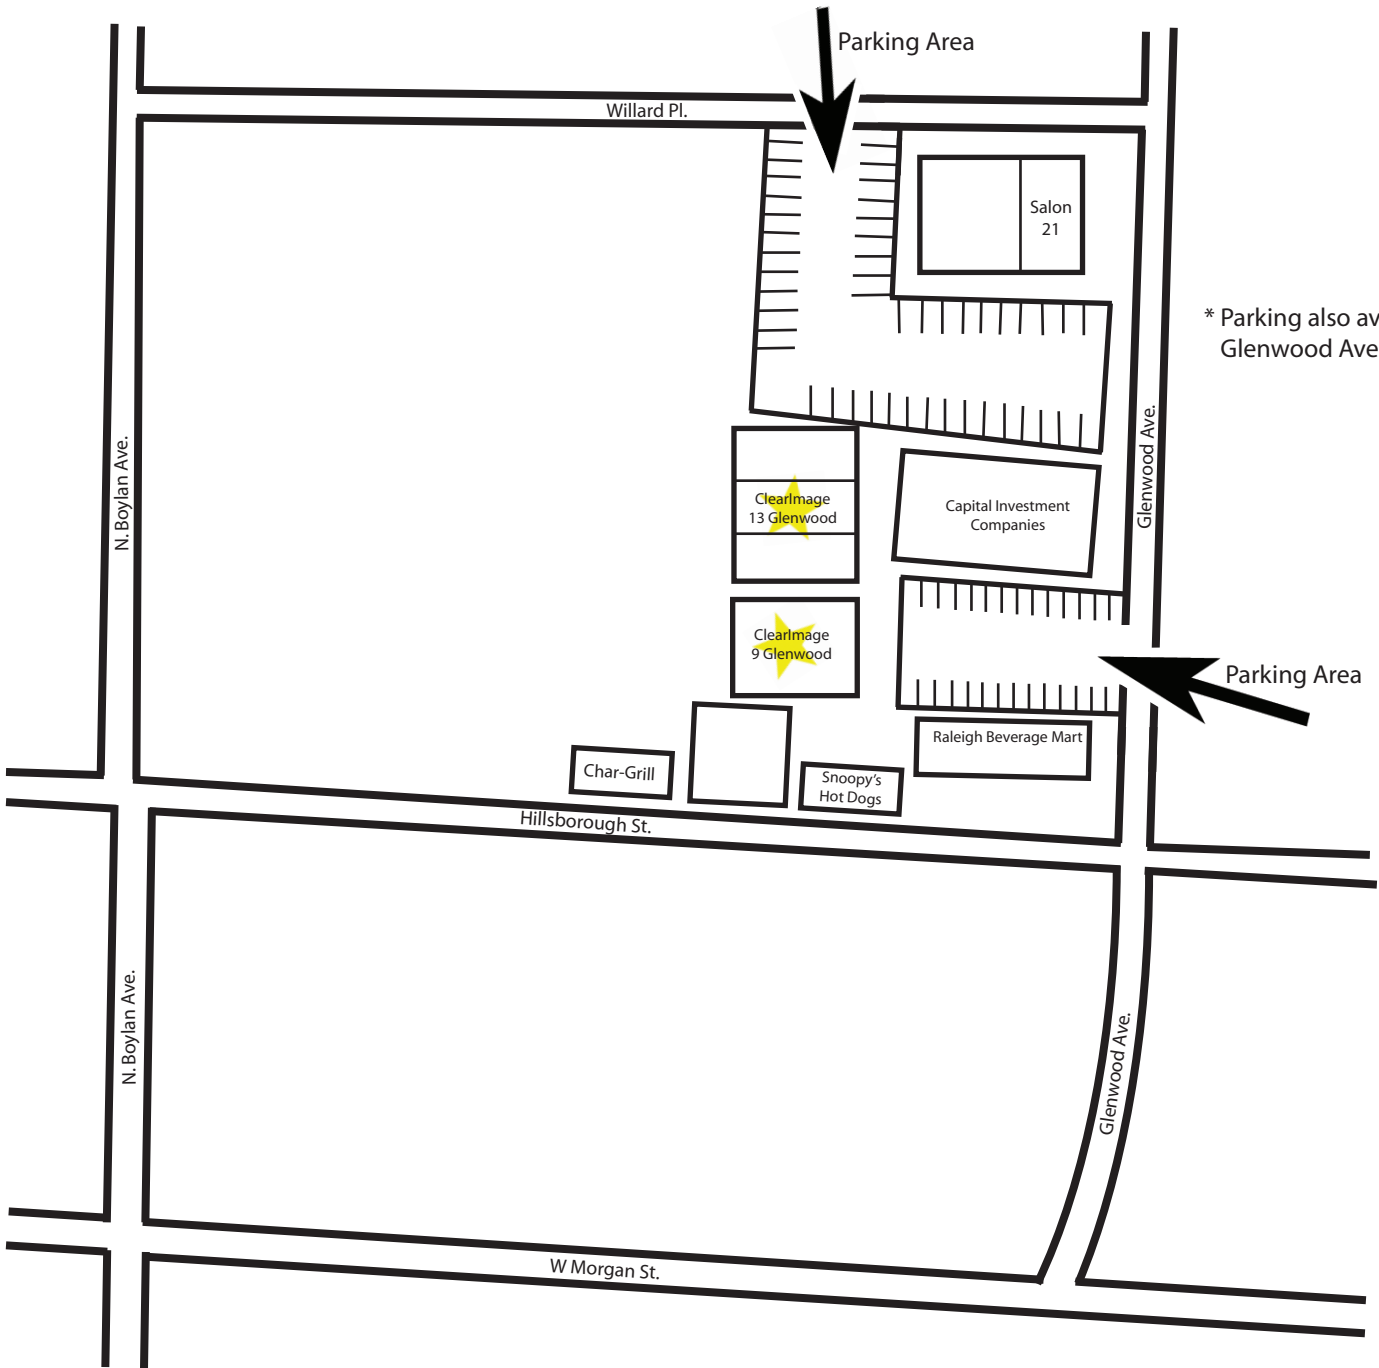 Parking Area
Willard Pl.
Salon
21
* Parking also
Glenwood Ave
N. Boylan Ave.
Glenwood Ave.
ClearImage
13 Glenwood
Capital Investment
Companies
ClearImage
9 Glenwood
Parking Area
Raleigh Beverage Mart
Char-Grill
Snoopy's
Hot Dogs
Hillsborough St.
N. Boylan Ave.
Glenwood Ave.
W Morgan St.